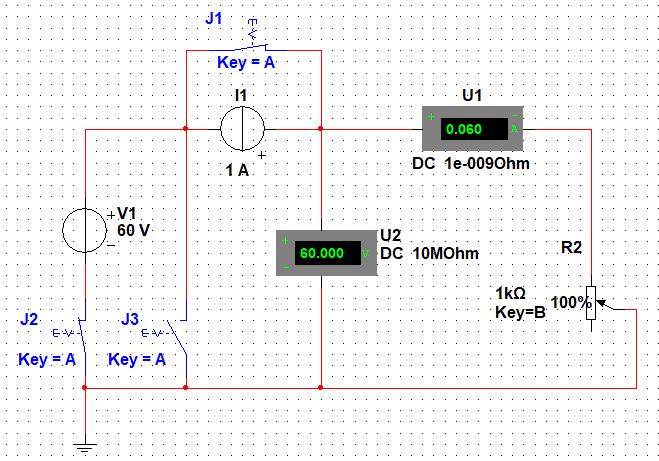 J1
Key = A
I1
1 A
U1
+ -
0.060 A
DC 1e-009Ohm
+
V1
+
60 V
-
U2
+
60.000 V
-
DC 10MOhm
R2
1kΩ
100%
Key=B
J2
Key = A
J3
Key = A